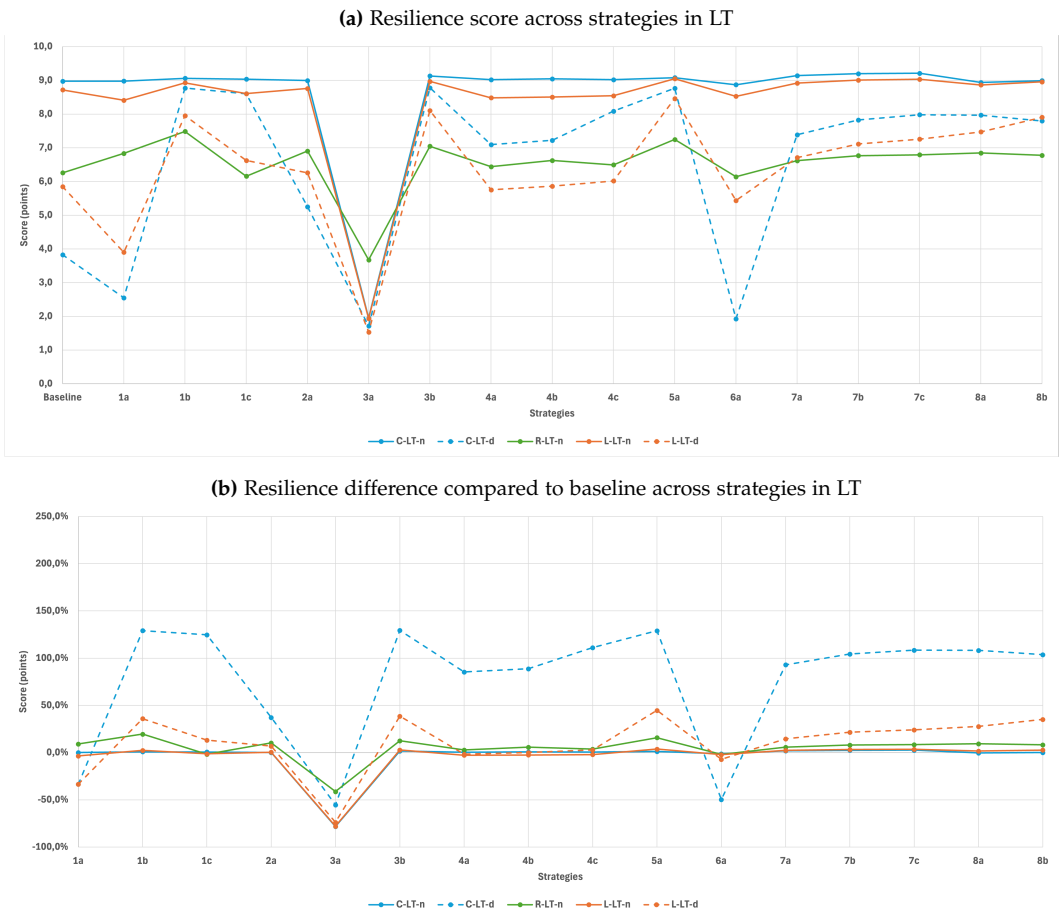 (a) Resilience score across strategies in LT
10,0
9,0
8,0
7,0
6,0
5,0
4,0
3,0
2,0
1,0
0,0
Score (points)
Baseline 1a 1b 1c 2a 3a 3b 4a 4b 4c 5a 6a 7a 7b 7c 8a 8b
Strategies
C-LT-n C-LT-d R-LT-n L-LT-n L-LT-d
(b) Resilience difference compared to baseline across strategies in LT
250,0%
200,0%
150,0%
100,0%
50,0%
0,0%
-50,0%
-100,0%
Score (points)
1a 1b 1c 2a 3a 3b 4a 4b 4c 5a 6a 7a 7b 7c 8a 8b
Strategies
C-LT-n C-LT-d R-LT-n L-LT-n L-LT-d